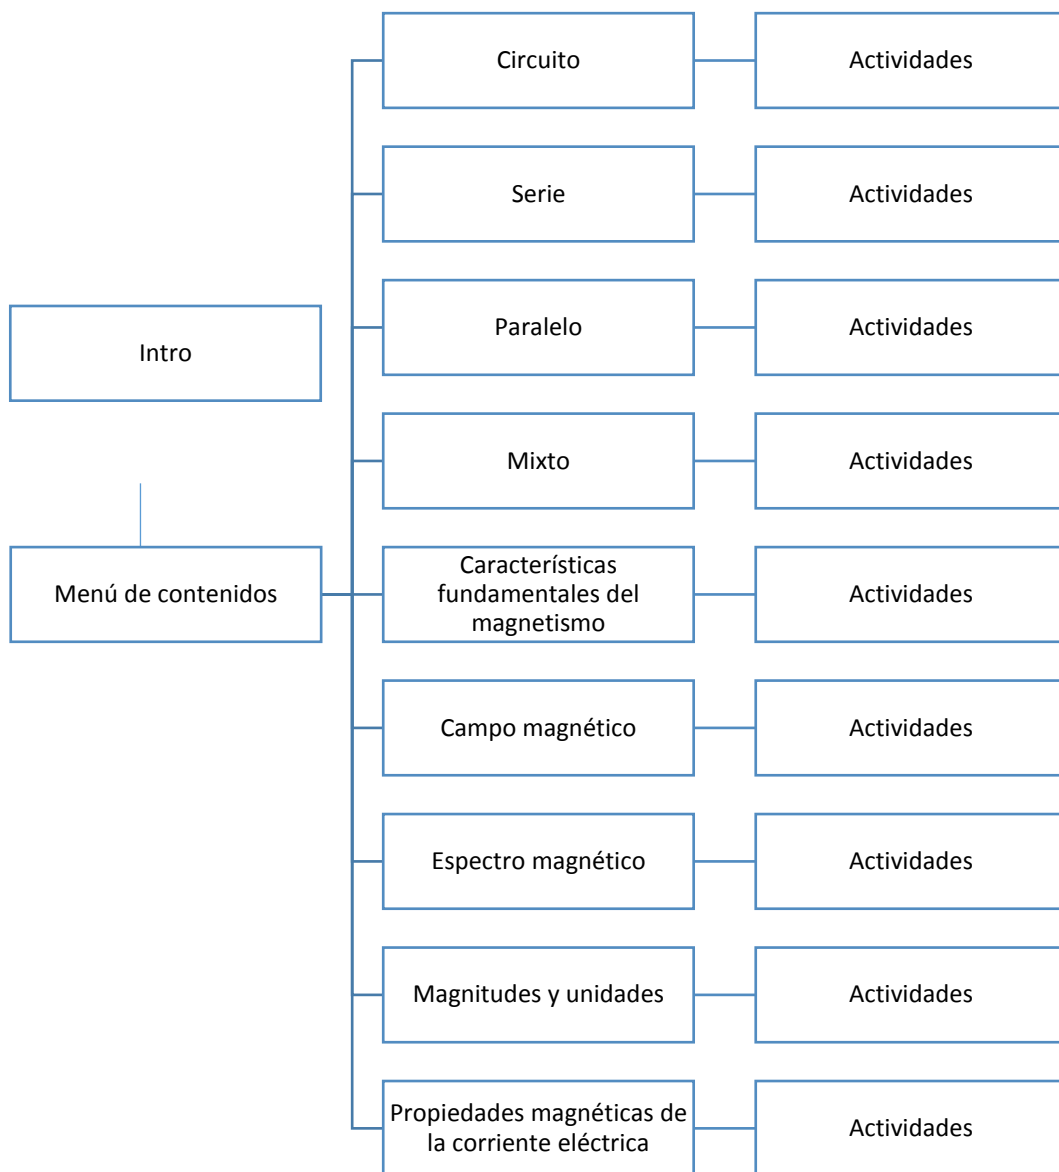 Circuito
Actividades
Serie
Actividades
Intro
Paralelo
Actividades
Mixto
Actividades
Menú de contenidos
Características
fundamentales del
magnetismo
Actividades
Campo magnético
Actividades
Espectro magnético
Actividades
Magnitudes y unidades
Actividades
Propiedades magnéticas de
la corriente eléctrica
Actividades